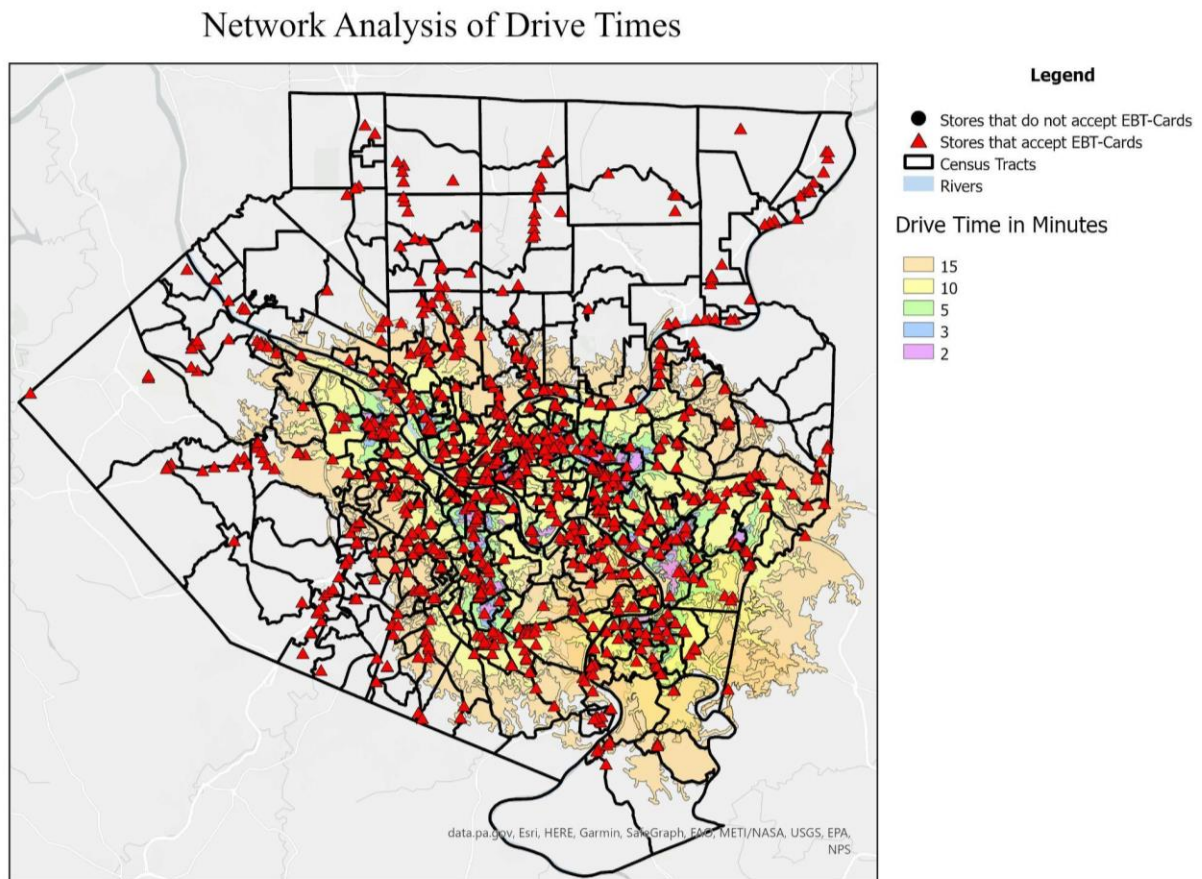 Network Analysis of Drive Times
Legend
Stores that do not accept EBT-Cards
Stores that accept EBT-Cards
Census Tracts
Rivers
Drive Time in Minutes
15
10
5
3
2
data.pa.gov, Esri, HERE, Garmin, SafeGraph, FAO, METI/NASA, USGS, EPA,
NPS